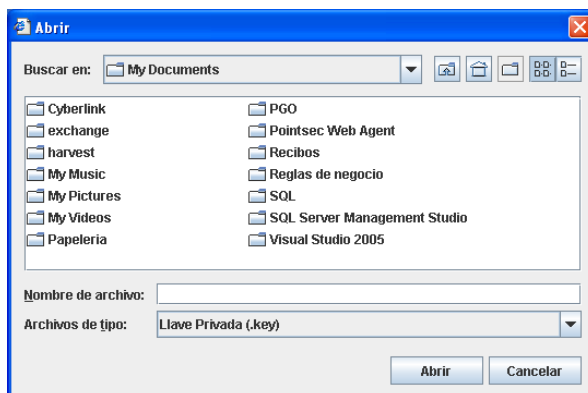 Abrir
Buscar en: My Documents
Cyberlink
exchange
harvest
My Music
My Pictures
My Videos
Papeleria
PGO
Pointsec Web Agent
Recibos
Reglas de negocio
SQL
SQL Server Management Studio
Visual Studio 2005
Nombre de archivo:
Archivos de tipo: Llave Privada (.key)
Abrir Cancelar